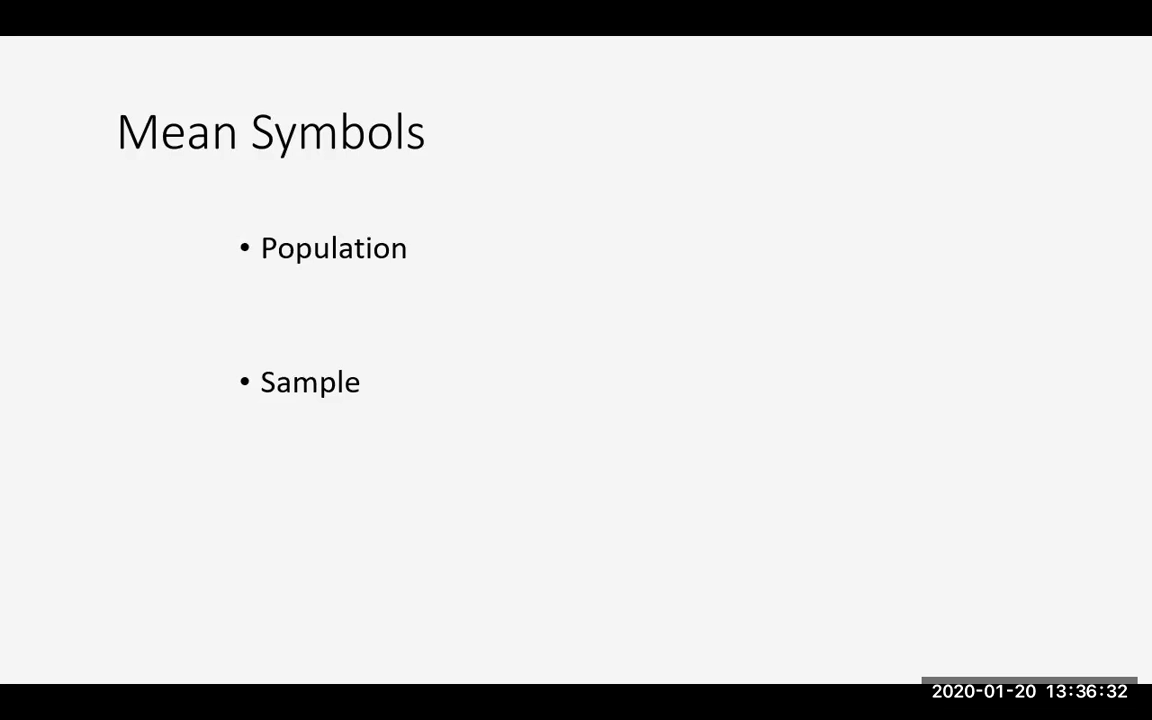 Mean Symbols
• Population
• Sample
2020-01-20 13:36:32